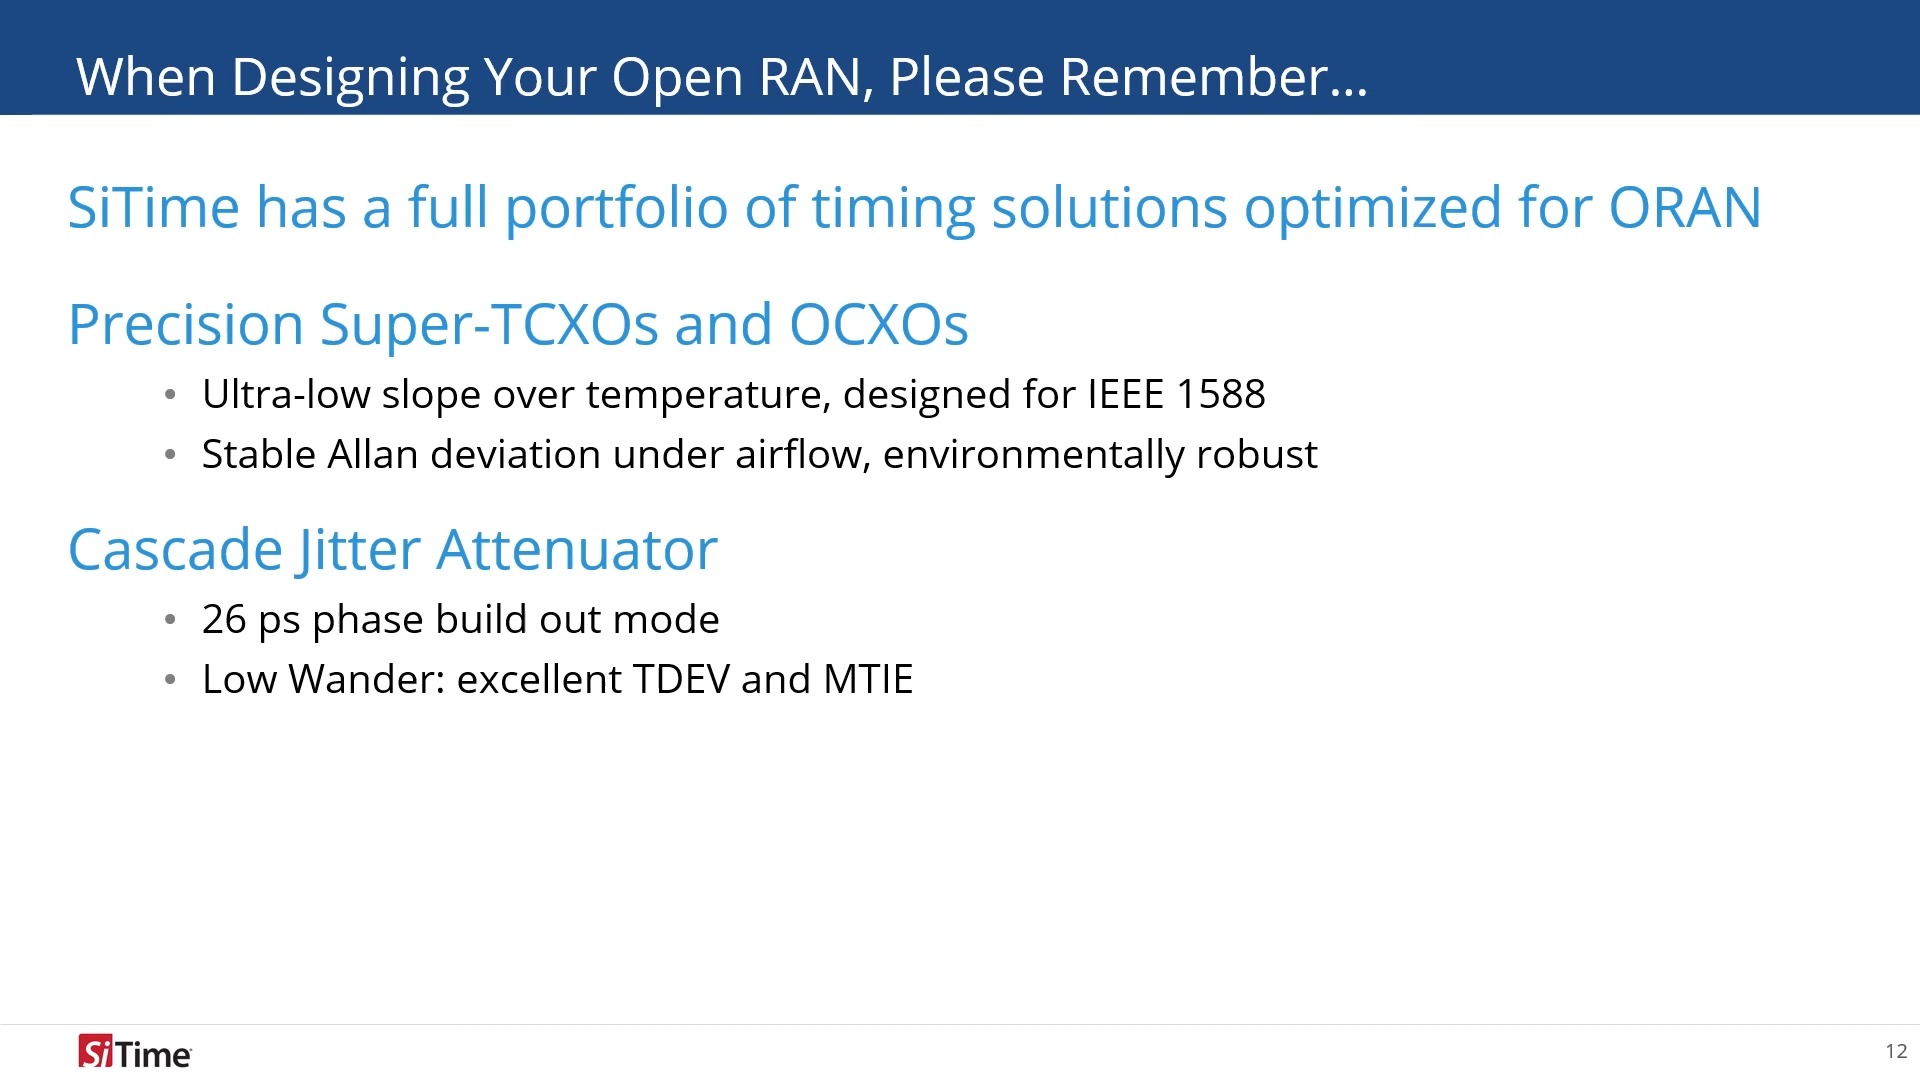 When Designing Your Open RAN, Please Remember...
SiTime has a full portfolio of timing solutions optimized for ORAN
Precision Super-TCXOs and OCXOs
• Ultra-low slope over temperature, designed for IEEE 1588
• Stable Allan deviation under airflow, environmentally robust
Cascade Jitter Attenuator
• 26 ps phase build out mode
• Low Wander: excellent TDEV and MTIE
SiTime
12